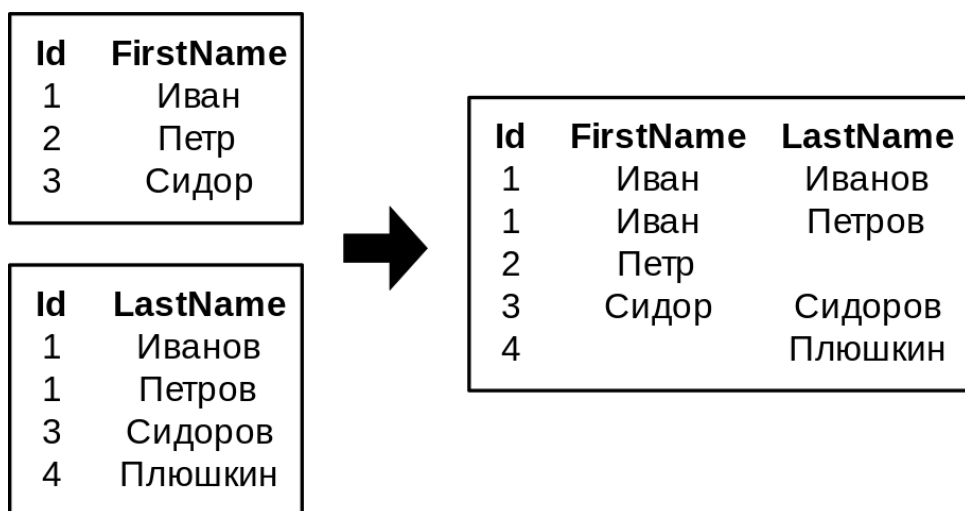 Id FirstName
1 Иван
2 Петр
3 Сидор
Id LastName
1 Иванов
1 Петров
3 Сидоров
4 Плюшкин
Id FirstName LastName
1 Иван Иванов
1 Иван Петров
2 Петр
3 Сидор Сидоров
4 Плюшкин